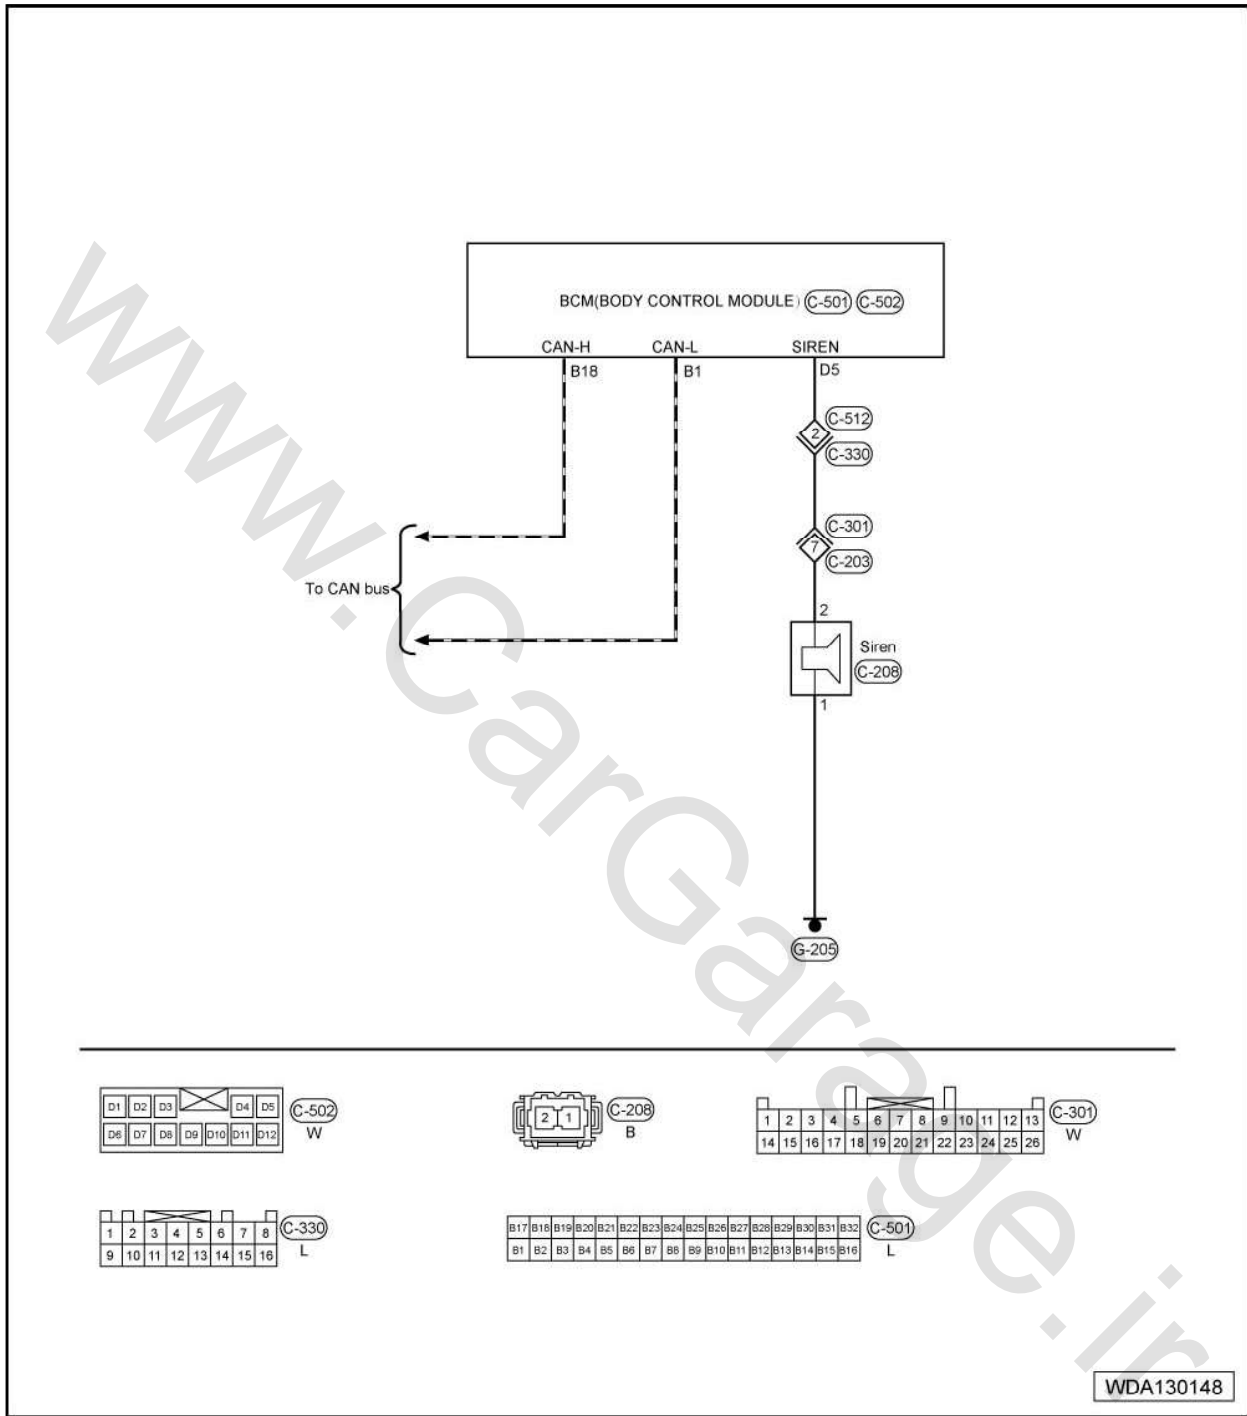 BCM(BODY CONTROL MODULE) C-501 C-502
CAN-H CAN-L SIREN
B18 B1 D5
C-512
2
C-330
C-301
7
C-203
To CAN bus
2
Siren
C-208
1
G-205
D1 D2 D3 D4 D5
D6 D7 D8 D9 D10 D11 D12
C-502
W
2 1
C-208
B
1 2 3 4 5 6 7 8 9 10 11 12 13
14 15 16 17 18 19 20 21 22 23 24 25 26
C-301
W
1 2 3 4 5 6 7 8
9 10 11 12 13 14 15 16
C-330
L
B17 B18 B19 B20 B21 B22 B23 B24 B25 B26 B27 B28 B29 B30 B31 B32
B1 B2 B3 B4 B5 B6 B7 B8 B9 B10 B11 B12 B13 B14 B15 B16
C-501
L
WDA130148
www.CarGarage.ir